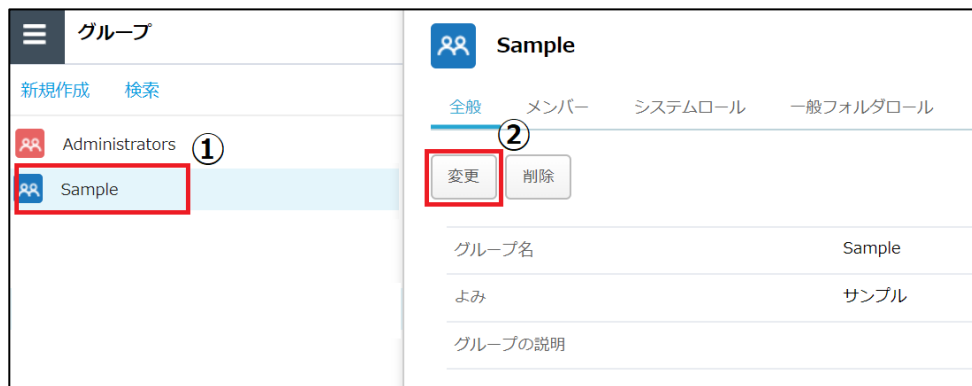 グループ
新規作成 検索
Administrators ①
Sample
Sample
全般 メンバー システムロール 一般フォルダロール
②
変更 削除
グループ名 Sample
よみ サンプル
グループの説明